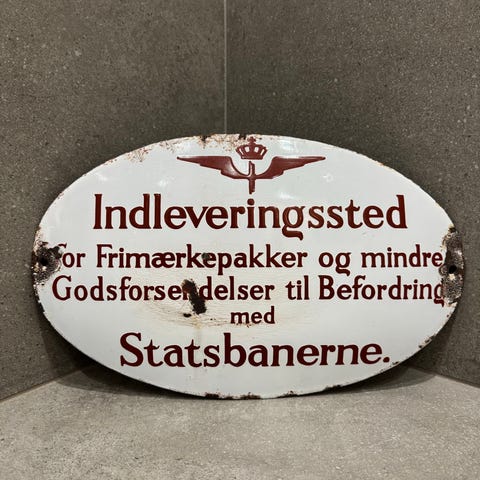 Indleveringssted
for Frimærkepakker og mindre
Godsforsendelser til Befordring
med
Statsbanerne.